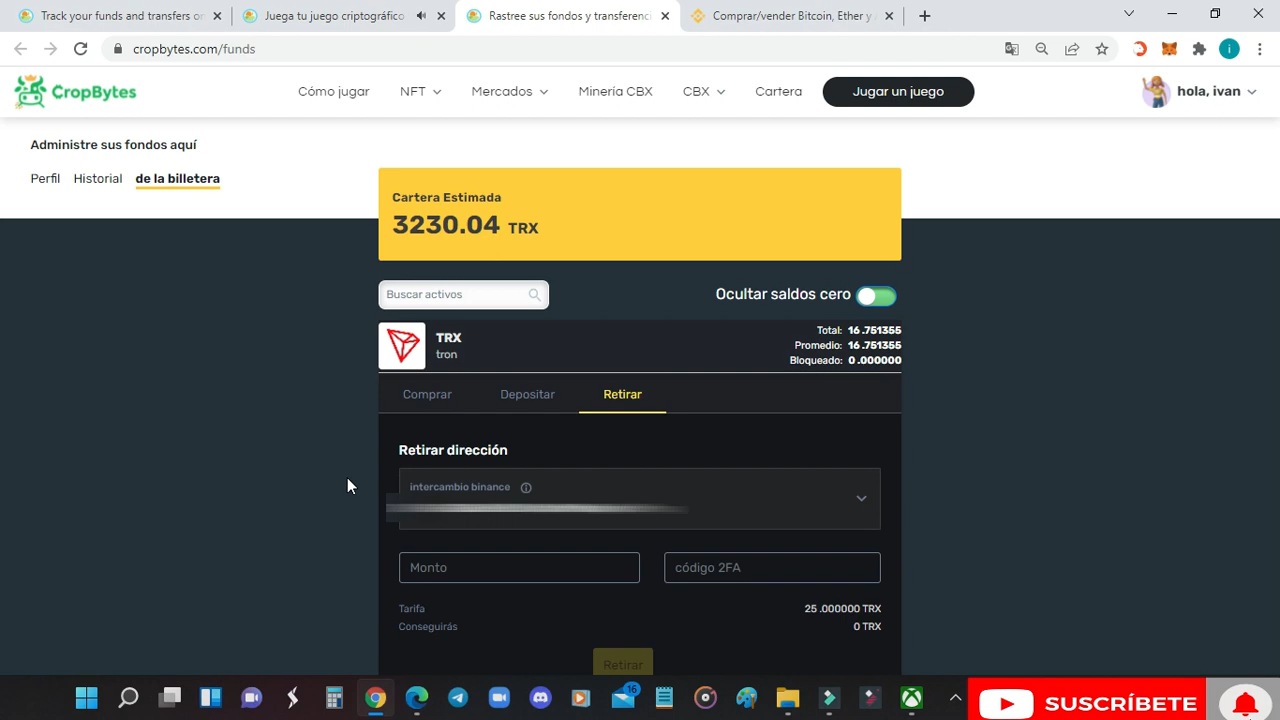 Track your funds and transfers on
Juega tu juego criptográfico
Rastree sus fondos y transferenc
Comprar/vender Bitcoin, Ether y
cropbytes.com/funds
i
CropBytes
Cómo jugar
NFT
Mercados
Minería CBX
CBX
Cartera
Jugar un juego
hola, ivan
Administre sus fondos aquí
Perfil
Historial
de la billetera
Cartera Estimada
3230.04 TRX
Buscar activos
Ocultar saldos cero
TRX
tron
Total: 16.751355
Promedio: 16.751355
Bloqueado: 0.000000
Comprar
Depositar
Retirar
Retirar dirección
intercambio binance
Monto
código 2FA
Tarifa
25.000000 TRX
Conseguirás
0 TRX
Retirar
16
SUSCRÍBETE